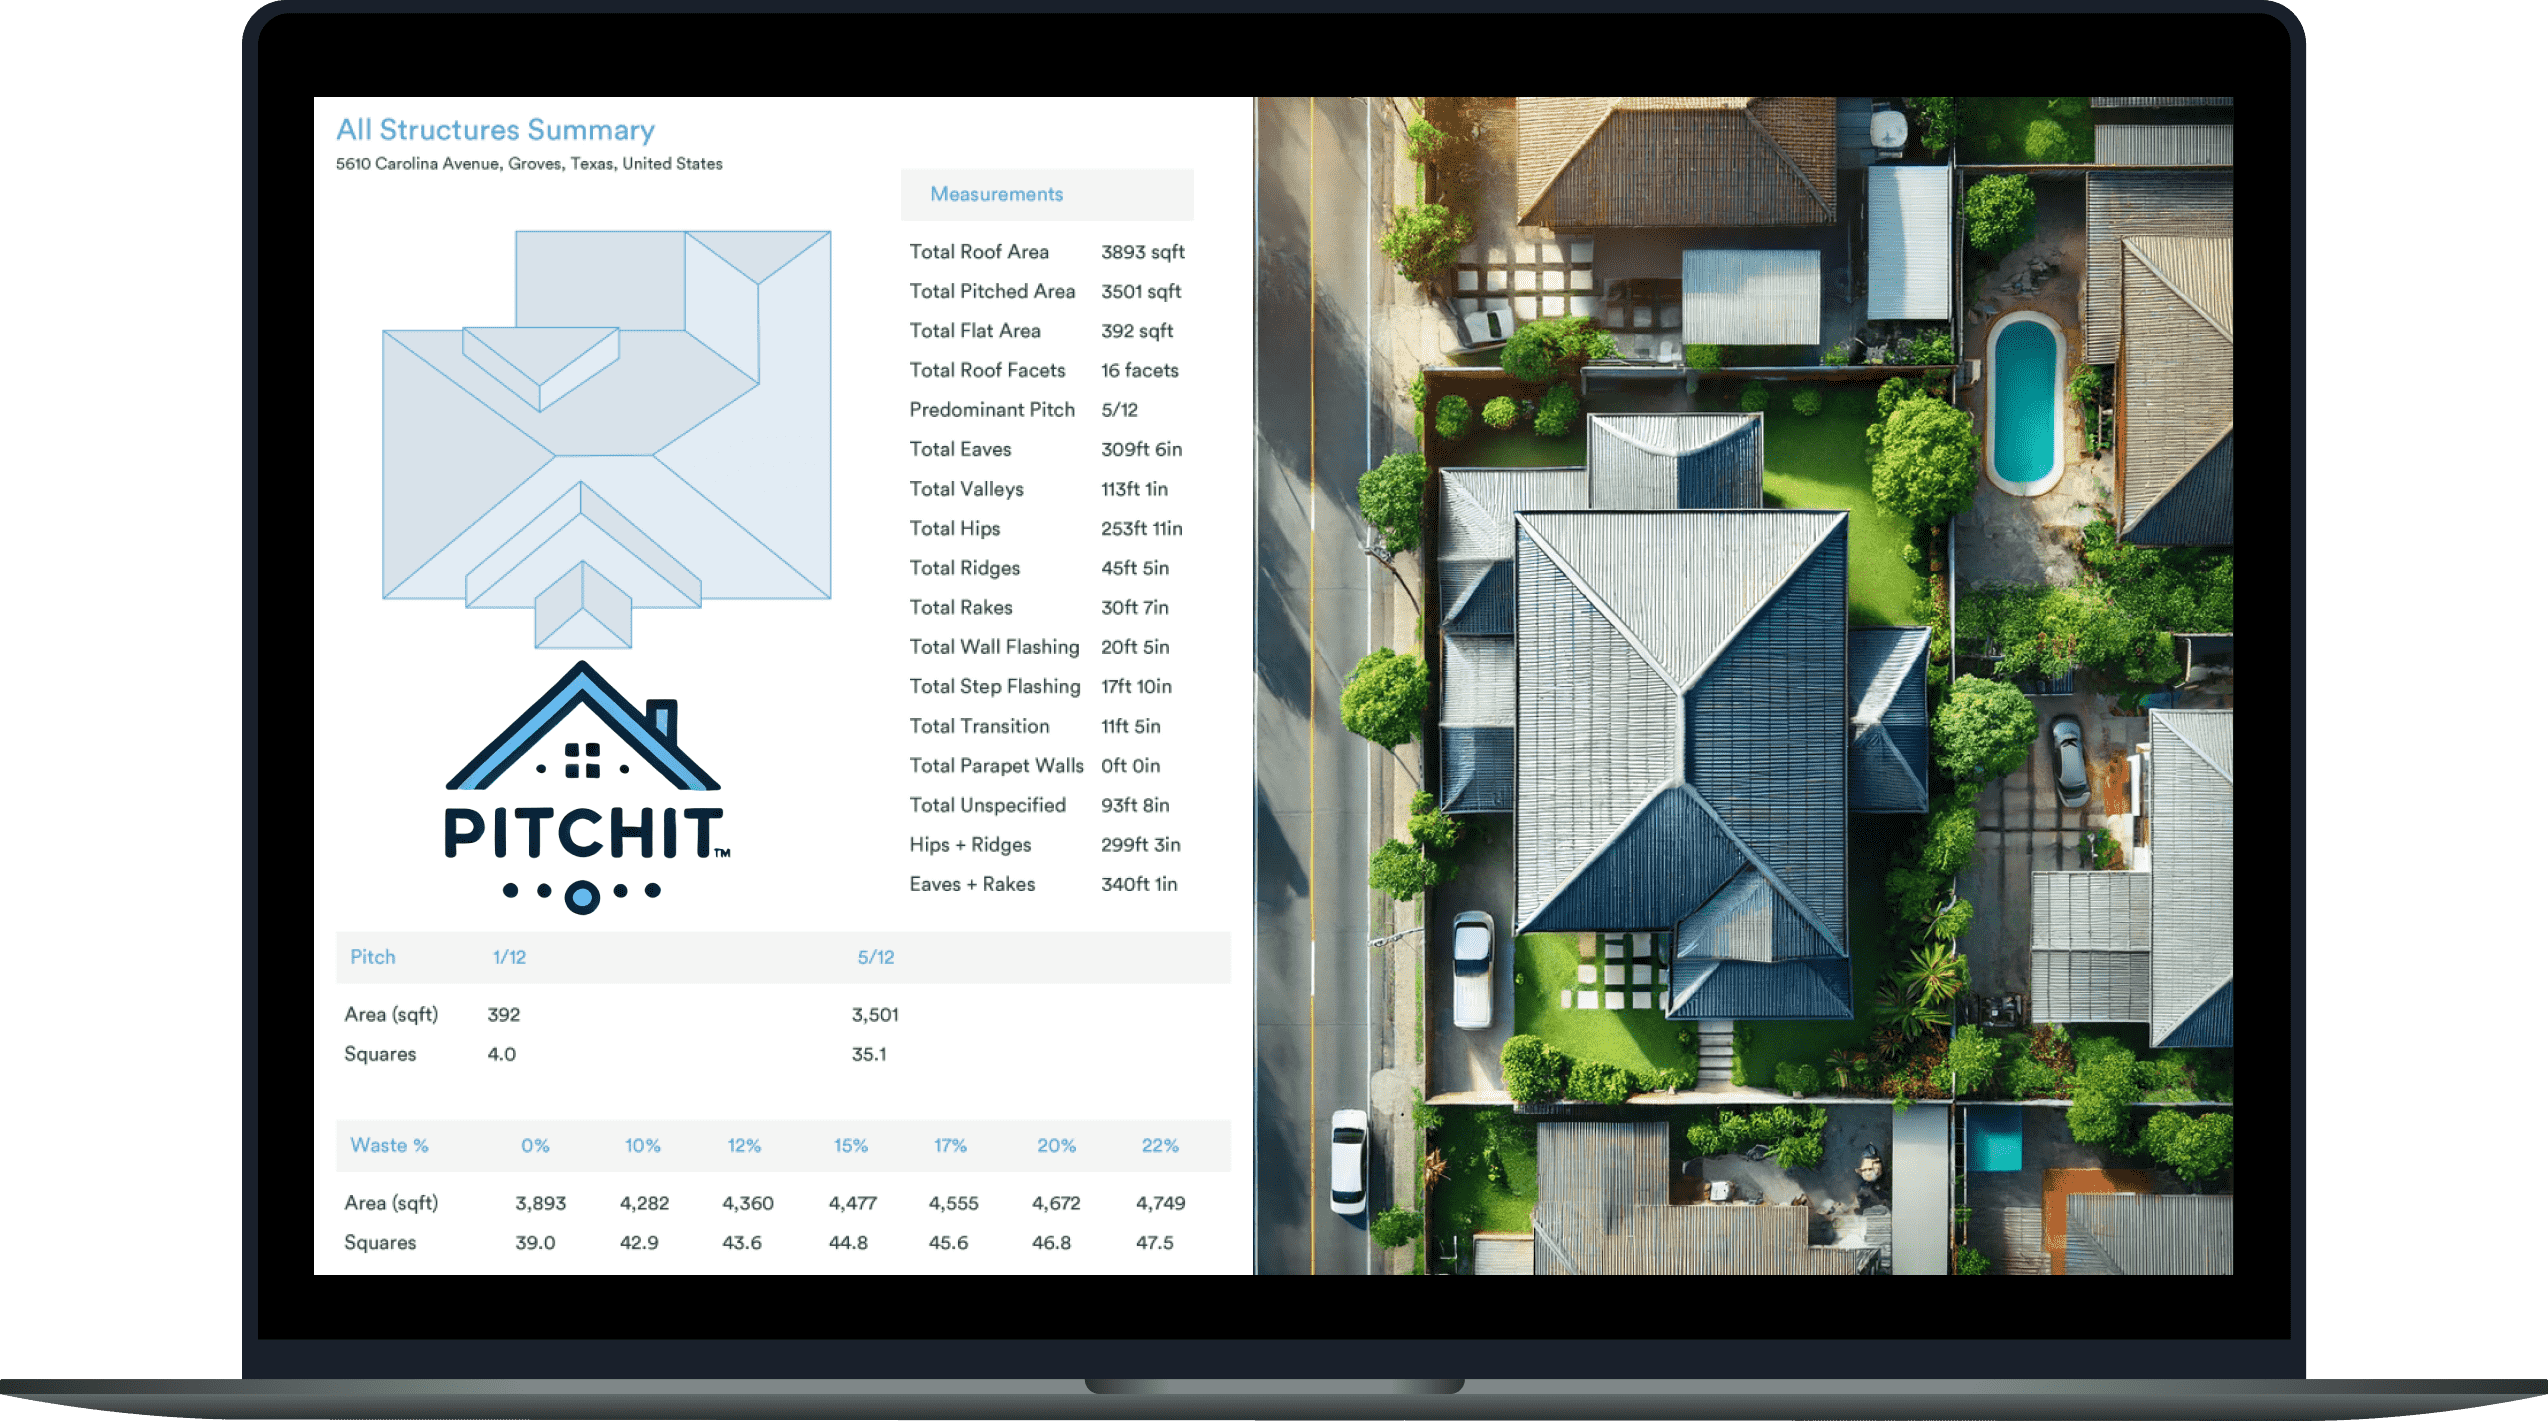 All Structures Summary
5610 Carolina Avenue, Groves, Texas, United States
Measurements
Total Roof Area 3893 sqft
Total Pitched Area 3501 sqft
Total Flat Area 392 sqft
Total Roof Facets 16 facets
Predominant Pitch 5/12
Total Eaves 309ft 6in
Total Valleys 113ft 1in
Total Hips 253ft 11in
Total Ridges 45ft 5in
Total Rakes 30ft 7in
Total Wall Flashing 20ft 5in
Total Step Flashing 17ft 10in
Total Transition 11ft 5in
Total Parapet Walls 0ft 0in
Total Unspecified 93ft 8in
Hips + Ridges 299ft 3in
Eaves + Rakes 340ft 1in
PITCHIT™
Pitch 1/12 5/12
Area (sqft) 392 3,501
Squares 4.0 35.1
Waste % 0% 10% 12% 15% 17% 20% 22%
Area (sqft) 3,893 4,282 4,360 4,477 4,555 4,672 4,749
Squares 39.0 42.9 43.6 44.8 45.6 46.8 47.5